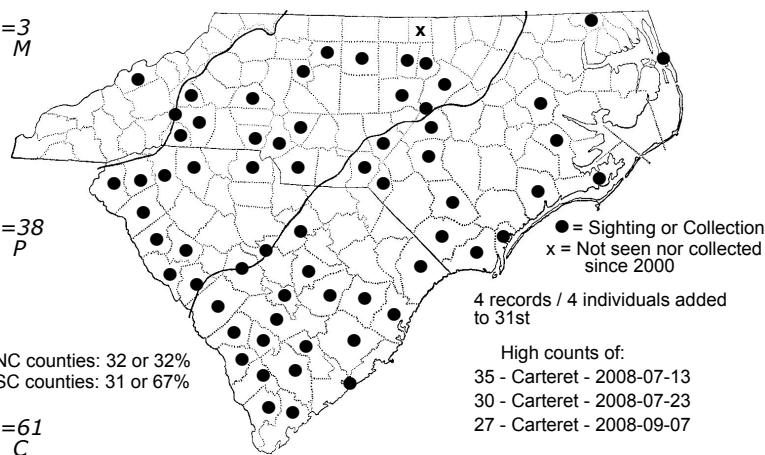 =3
M
x
=38
P
● = Sighting or Collection
x = Not seen nor collected
since 2000
4 records / 4 individuals added
to 31st
NC counties: 32 or 32%
SC counties: 31 or 67%
High counts of:
35 - Carteret - 2008-07-13
30 - Carteret - 2008-07-23
27 - Carteret - 2008-09-07
=61
C